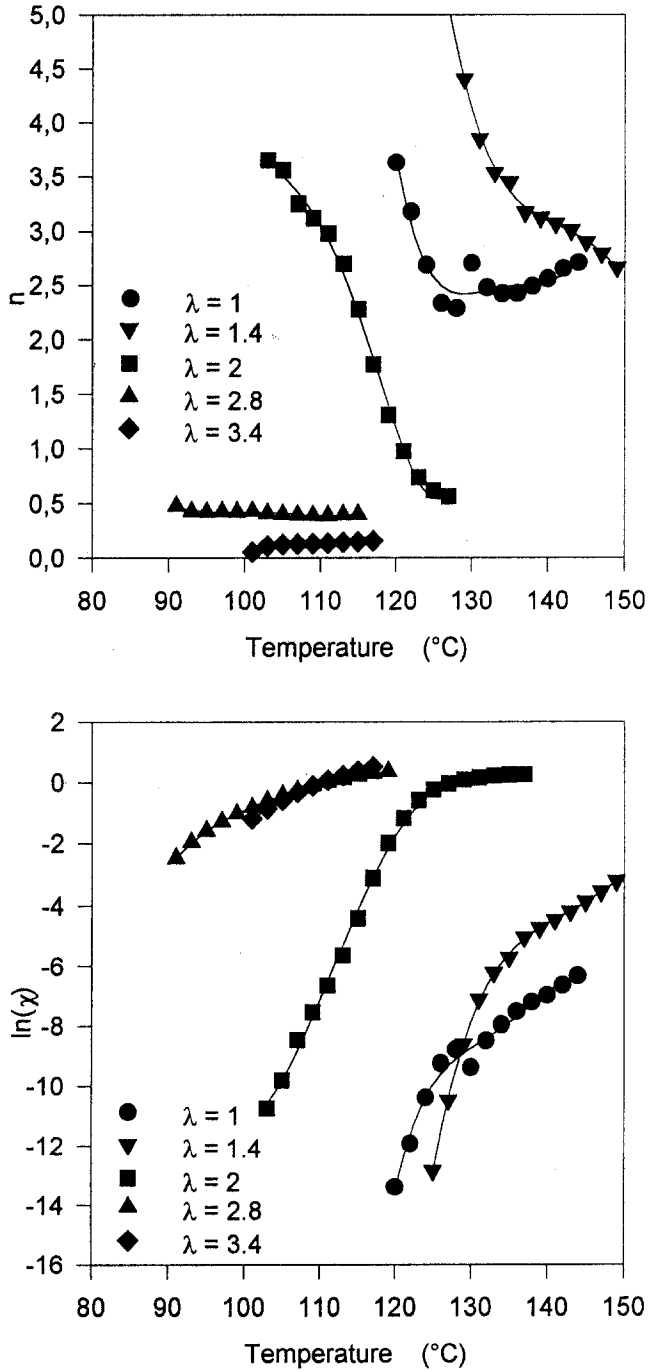 5,0
4,5
4,0
3,5
3,0
2,5
2,0
1,5
1,0
0,5
0,0
n
λ = 1
λ = 1.4
λ = 2
λ = 2.8
λ = 3.4
80 90 100 110 120 130 140 150
Temperature (°C)
2
0
-2
-4
-6
-8
-10
-12
-14
-16
ln(χ)
λ = 1
λ = 1.4
λ = 2
λ = 2.8
λ = 3.4
80 90 100 110 120 130 140 150
Temperature (°C)